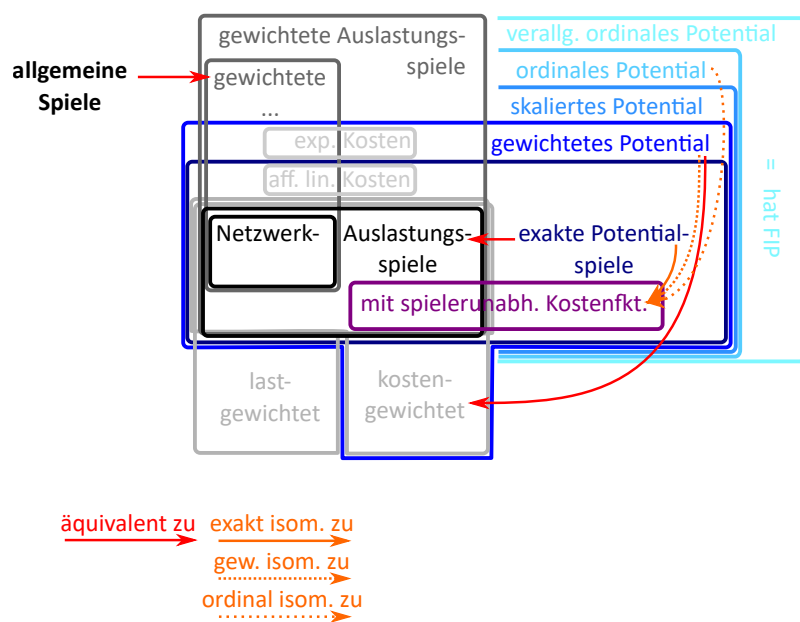 gewichtete Auslastungs-
spiele
verallg. ordinales Potential
allgemeine
Spiele
gewichtete
...
ordinales Potential
skaliertes Potential
exp. Kosten
gewichtetes Potential
aff. lin. Kosten
= hat FIP
Netzwerk-
Auslastungs-
spiele
exakte Potential-
spiele
mit spielerunabh. Kostenfkt.
last-
gewichtet
kosten-
gewichtet
äquivalent zu
exakt isom. zu
gew. isom. zu
ordinal isom. zu